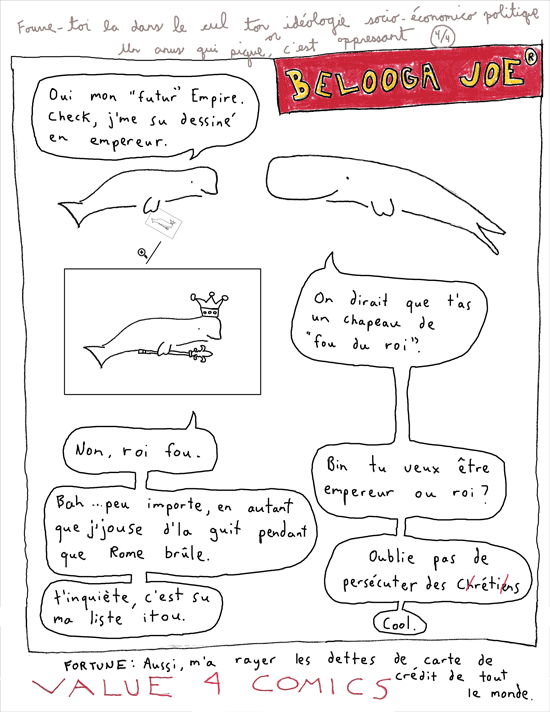 Fourre-toi la dans le cul ton idéologie socio-économico politique
ou
Un anus qui pique, c'est oppressant 4/4
BELOOGA JOE®
Oui mon "futur" Empire.
Check, j'me su dessiné
en empereur.
On dirait que t'as
un chapeau de
"fou du roi".
Non, roi fou.
Bin tu veux être
empereur ou roi?
Bah...peu importe, en autant
que j'jouse d'la guit pendant
que Rome brûle.
Oublie pas de
persécuter des Chrétiens
t'inquiète, c'est su
ma liste itou.
Cool.
FORTUNE: Aussi, m'a rayer les dettes de carte de
crédit de tout
le monde.
VALUE 4 COMICS